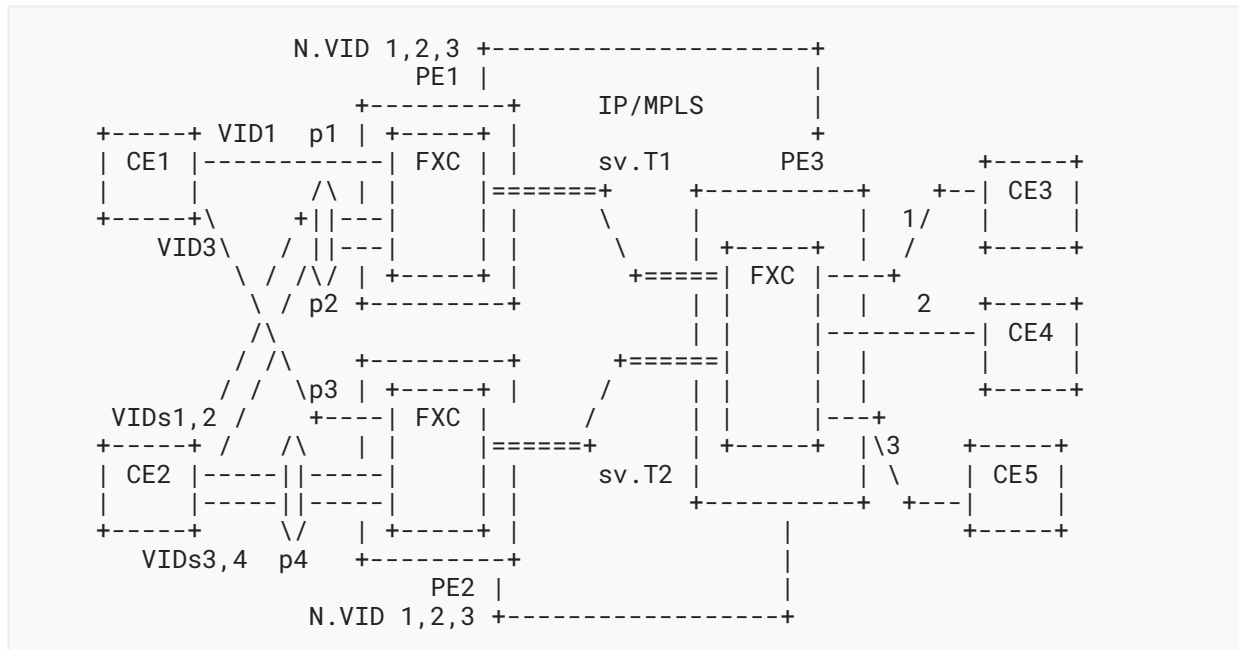 N.VID 1,2,3
PE1
IP/MPLS
VID1 p1
CE1 FXC sv.T1 PE3
CE3
1
VID3
FXC
p2 2
CE4
p3
VIDs1,2 FXC
3
CE2 sv.T2 CE5
VIDs3,4 p4
PE2
N.VID 1,2,3